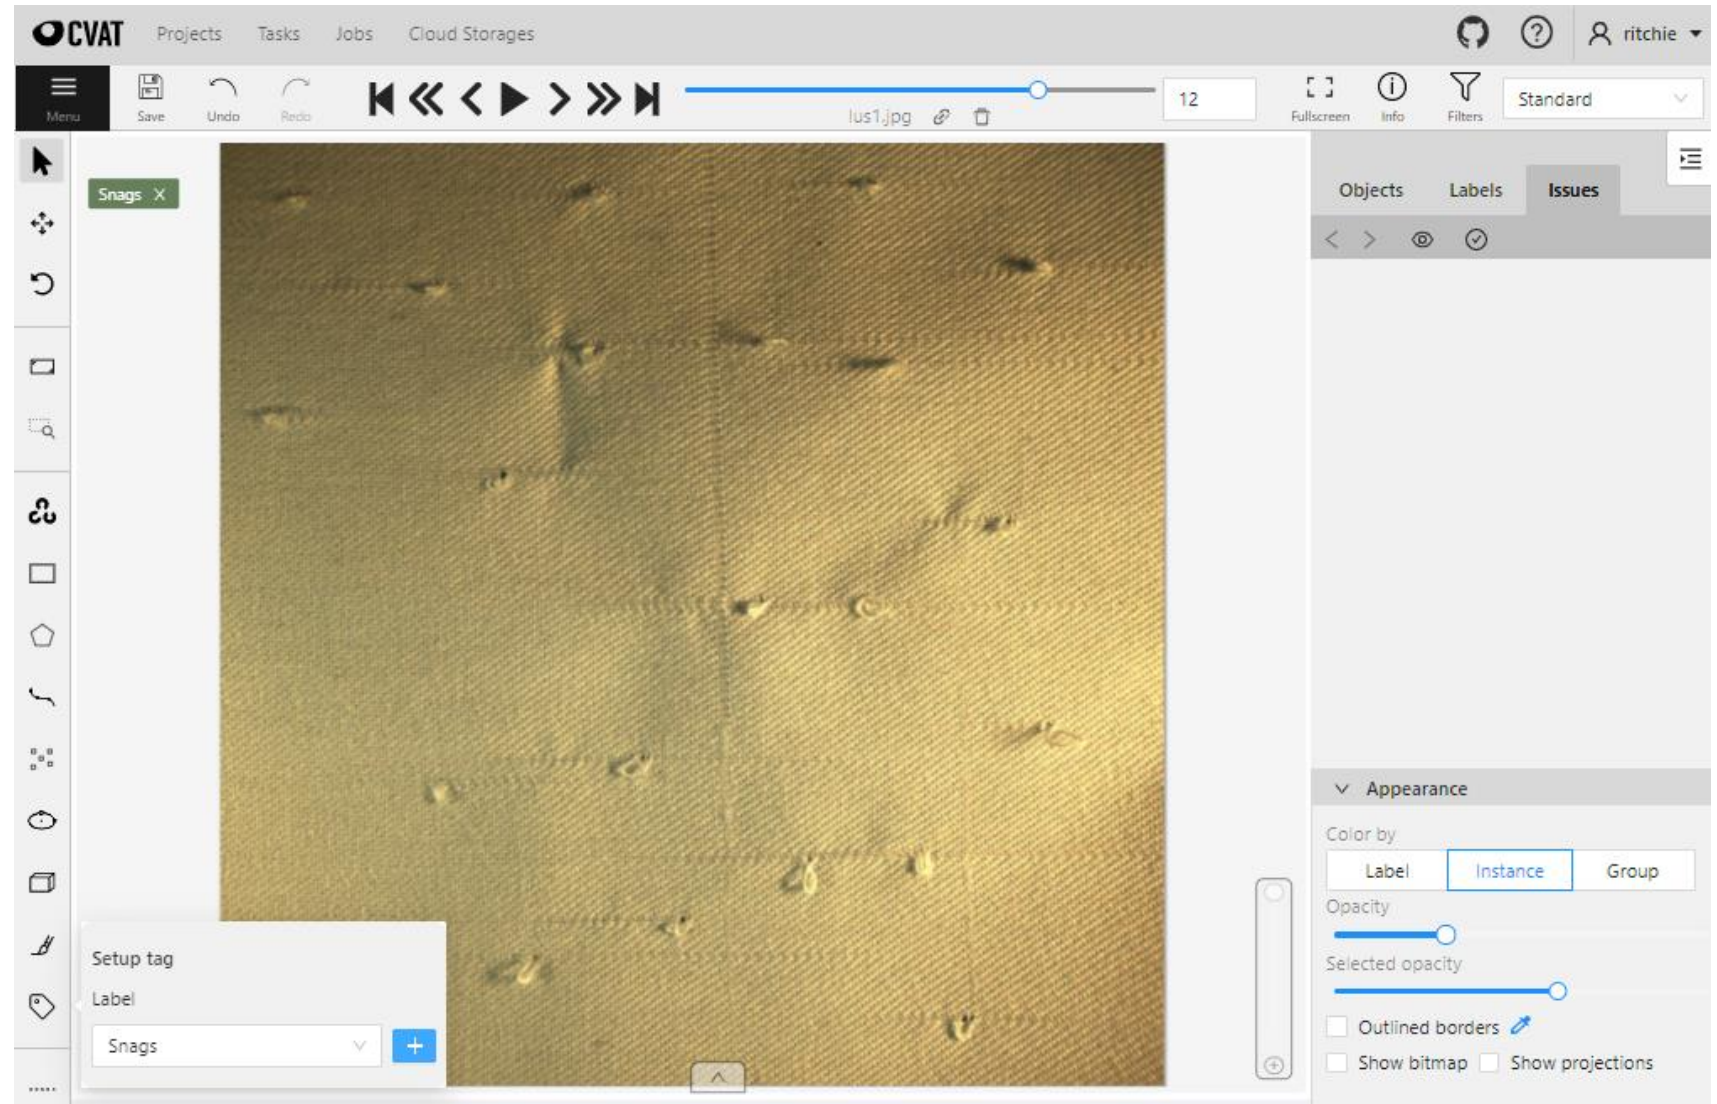 CVAT Projects Tasks Jobs Cloud Storages ritchie
Menu Save Undo Redo lus1.jpg 12 Fullscreen Info Filters Standard
Snags X
Objects Labels Issues
Appearance
Color by
Label Instance Group
Opacity
Selected opacity
Outlined borders
Show bitmap Show projections
Setup tag
Label
Snags